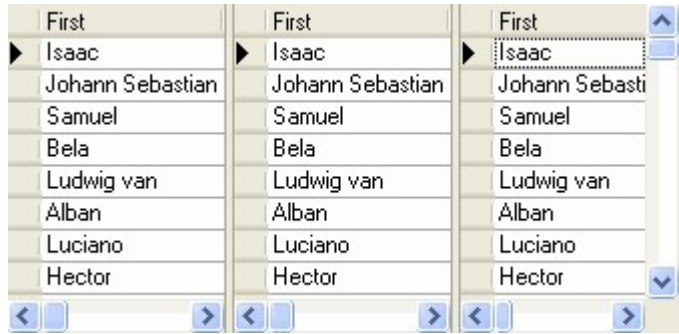 First First First
Isaac Isaac Isaac
Johann Sebastian Johann Sebastian Johann Sebasti
Samuel Samuel Samuel
Bela Bela Bela
Ludwig van Ludwig van Ludwig van
Alban Alban Alban
Luciano Luciano Luciano
Hector Hector Hector